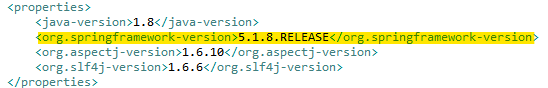 <properties>
<java-version>1.8</java-version>
<org.springframework-version>5.1.8.RELEASE</org.springframework-version>
<org.aspectj-version>1.6.10</org.aspectj-version>
<org.slf4j-version>1.6.6</org.slf4j-version>
</properties>